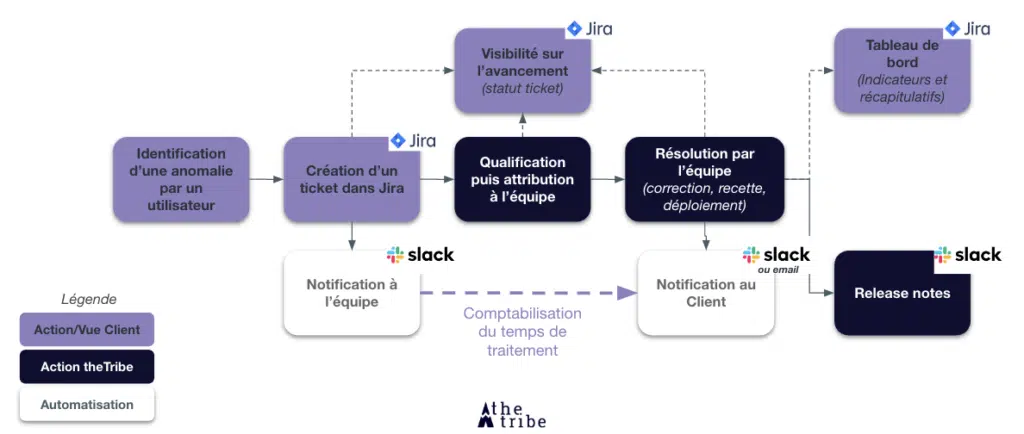 Jira
Visibilité sur
l’avancement
(statut ticket)
Jira
Tableau de
bord
(Indicateurs et
récapitulatifs)
Identification
d’une anomalie
par un
utilisateur
Jira
Création d’un
ticket dans Jira
Qualification
puis attribution
à l’équipe
Résolution par
l’équipe
(correction, recette,
déploiement)
slack
Notification à
l’équipe
Comptabilisation
du temps de
traitement
slack
ou email
Notification au
Client
slack
Release notes
Légende
Action/Vue Client
Action theTribe
Automatisation
the
tribe